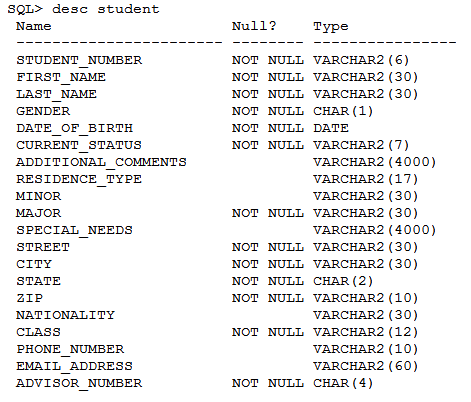 SQL> desc student
Name Null? Type
----------------------- -------- ----------------
STUDENT_NUMBER NOT NULL VARCHAR2(6)
FIRST_NAME NOT NULL VARCHAR2(30)
LAST_NAME NOT NULL VARCHAR2(30)
GENDER NOT NULL CHAR(1)
DATE_OF_BIRTH NOT NULL DATE
CURRENT_STATUS NOT NULL VARCHAR2(7)
ADDITIONAL_COMMENTS VARCHAR2(4000)
RESIDENCE_TYPE VARCHAR2(17)
MINOR VARCHAR2(30)
MAJOR NOT NULL VARCHAR2(30)
SPECIAL_NEEDS VARCHAR2(4000)
STREET NOT NULL VARCHAR2(30)
CITY NOT NULL VARCHAR2(30)
STATE NOT NULL CHAR(2)
ZIP NOT NULL VARCHAR2(10)
NATIONALITY VARCHAR2(30)
CLASS NOT NULL VARCHAR2(12)
PHONE_NUMBER VARCHAR2(10)
EMAIL_ADDRESS VARCHAR2(60)
ADVISOR_NUMBER NOT NULL CHAR(4)